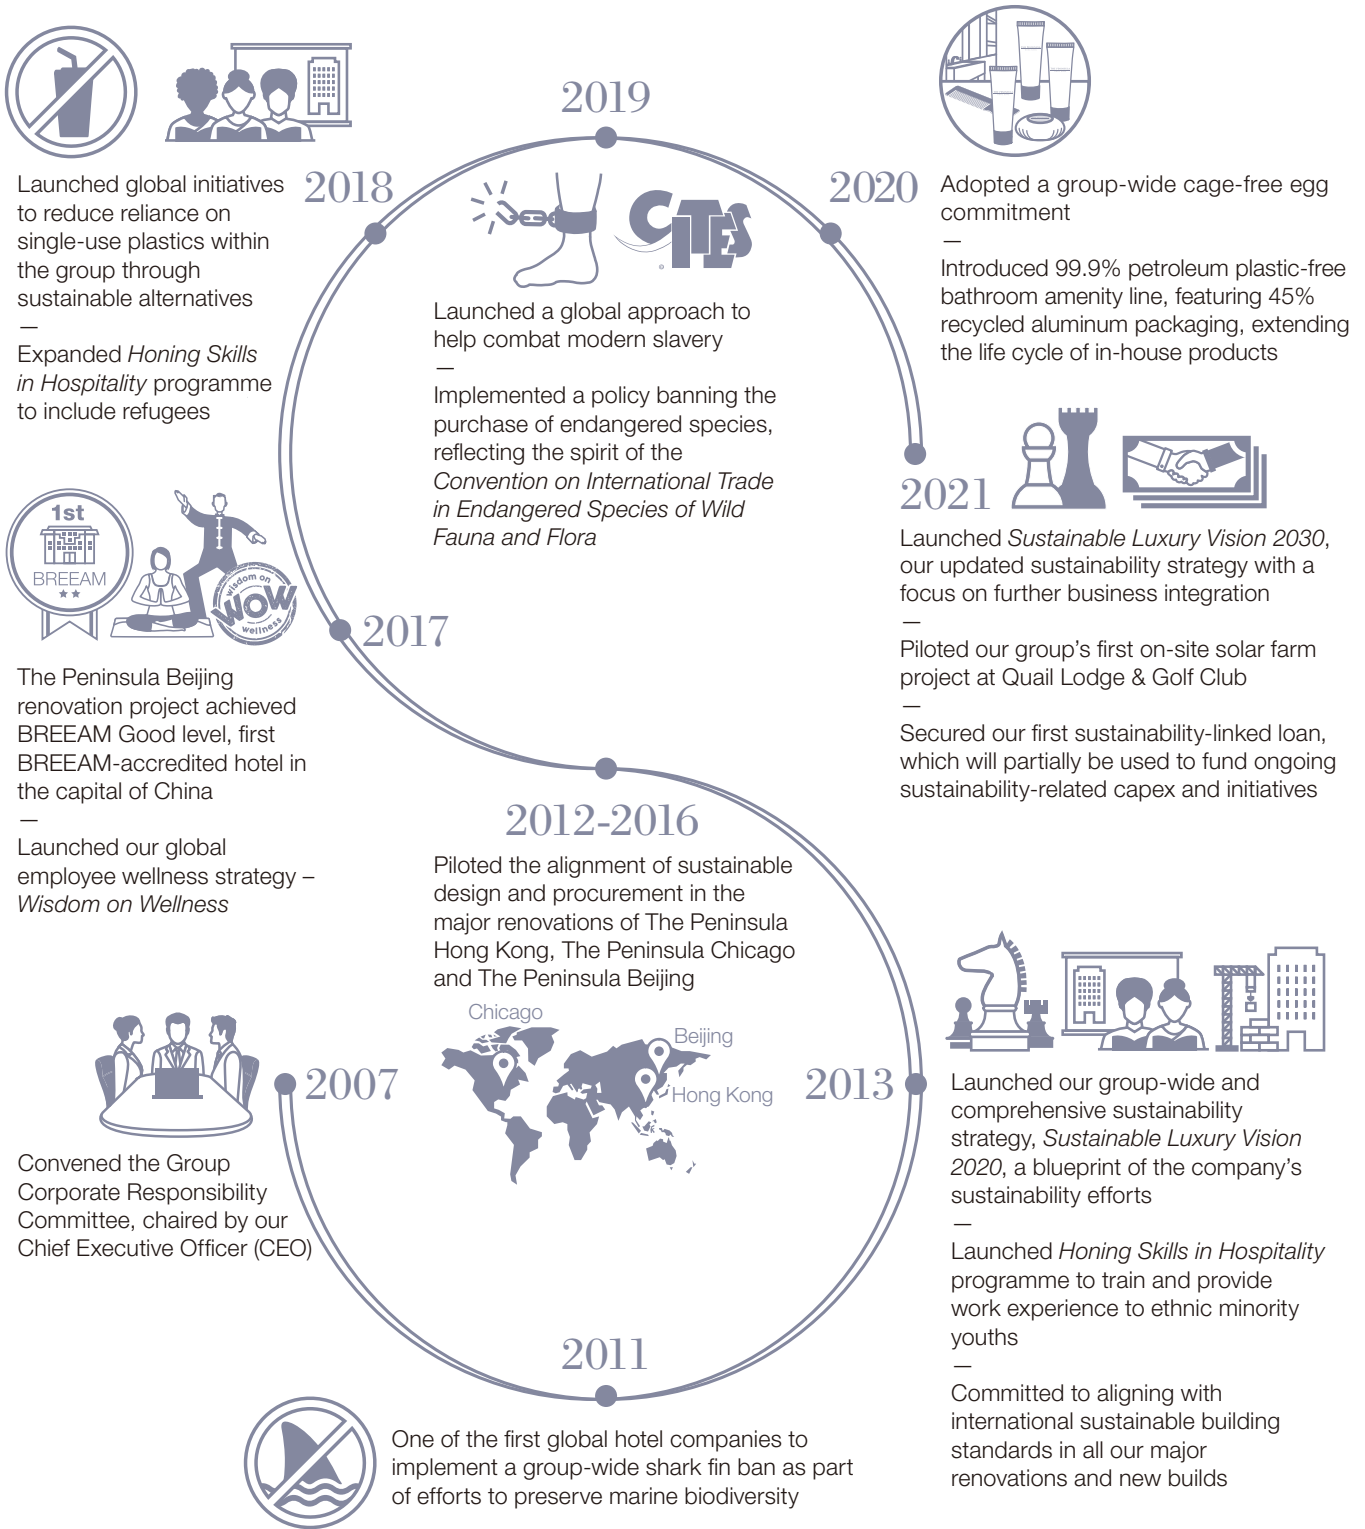 2019
2018
Launched global initiatives
to reduce reliance on
single-use plastics within
the group through
sustainable alternatives
—
Expanded Honing Skills
in Hospitality programme
to include refugees
CITES
®
Launched a global approach to
help combat modern slavery
—
Implemented a policy banning the
purchase of endangered species,
reflecting the spirit of the
Convention on International Trade
in Endangered Species of Wild
Fauna and Flora
2020
Adopted a group-wide cage-free egg
commitment
—
Introduced 99.9% petroleum plastic-free
bathroom amenity line, featuring 45%
recycled aluminum packaging, extending
the life cycle of in-house products
2021
Launched Sustainable Luxury Vision 2030,
our updated sustainability strategy with a
focus on further business integration
—
Piloted our group's first on-site solar farm
project at Quail Lodge & Golf Club
—
Secured our first sustainability-linked loan,
which will partially be used to fund ongoing
sustainability-related capex and initiatives
1st
BREEAM
wisdom on
WOW
wellness
2017
The Peninsula Beijing
renovation project achieved
BREEAM Good level, first
BREEAM-accredited hotel in
the capital of China
—
Launched our global
employee wellness strategy –
Wisdom on Wellness
2012-2016
Piloted the alignment of sustainable
design and procurement in the
major renovations of The Peninsula
Hong Kong, The Peninsula Chicago
and The Peninsula Beijing
Chicago
Beijing
Hong Kong
2013
Launched our group-wide and
comprehensive sustainability
strategy, Sustainable Luxury Vision
2020, a blueprint of the company's
sustainability efforts
—
Launched Honing Skills in Hospitality
programme to train and provide
work experience to ethnic minority
youths
—
Committed to aligning with
international sustainable building
standards in all our major
renovations and new builds
2007
Convened the Group
Corporate Responsibility
Committee, chaired by our
Chief Executive Officer (CEO)
2011
One of the first global hotel companies to
implement a group-wide shark fin ban as part
of efforts to preserve marine biodiversity